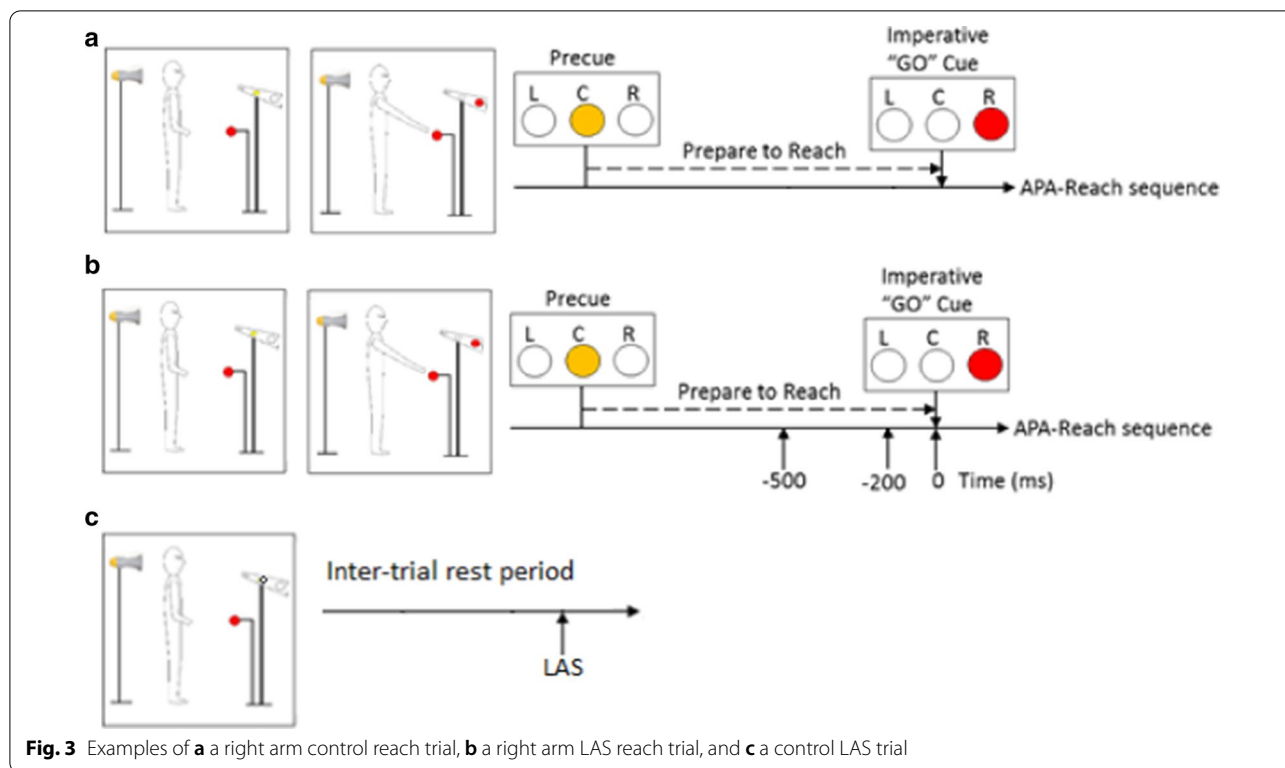 a
Precue
L C R
Imperative
"GO" Cue
L C R
Prepare to Reach
APA-Reach sequence
b
Precue
L C R
Imperative
"GO" Cue
L C R
Prepare to Reach
APA-Reach sequence
-500 -200 0 Time (ms)
c
Inter-trial rest period
LAS
Fig. 3 Examples of a a right arm control reach trial, b a right arm LAS reach trial, and c a control LAS trial